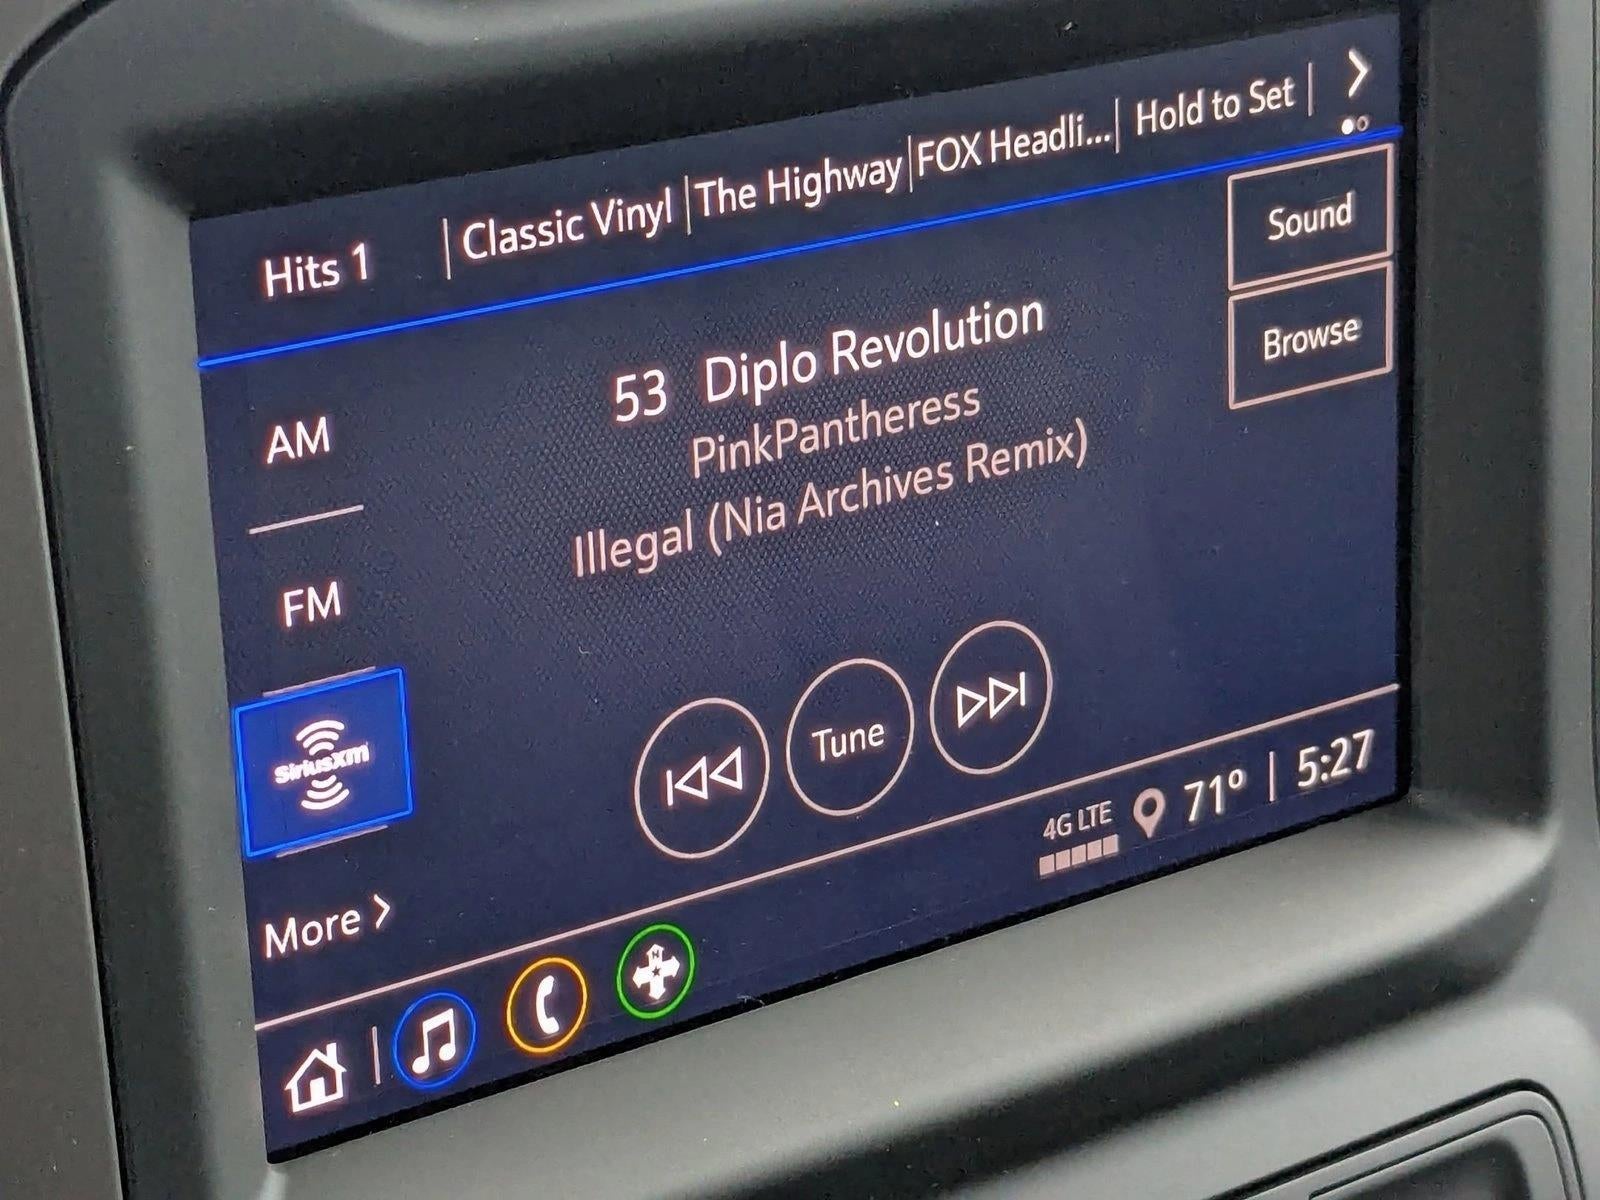 Hits 1 | Classic Vinyl | The Highway | FOX Headli... | Hold to Set |
Sound
Browse
53 Diplo Revolution
PinkPantheress
Illegal (Nia Archives Remix)
AM
FM
SiriusXm
More >
Tune
4G LTE
71° | 5:27
N